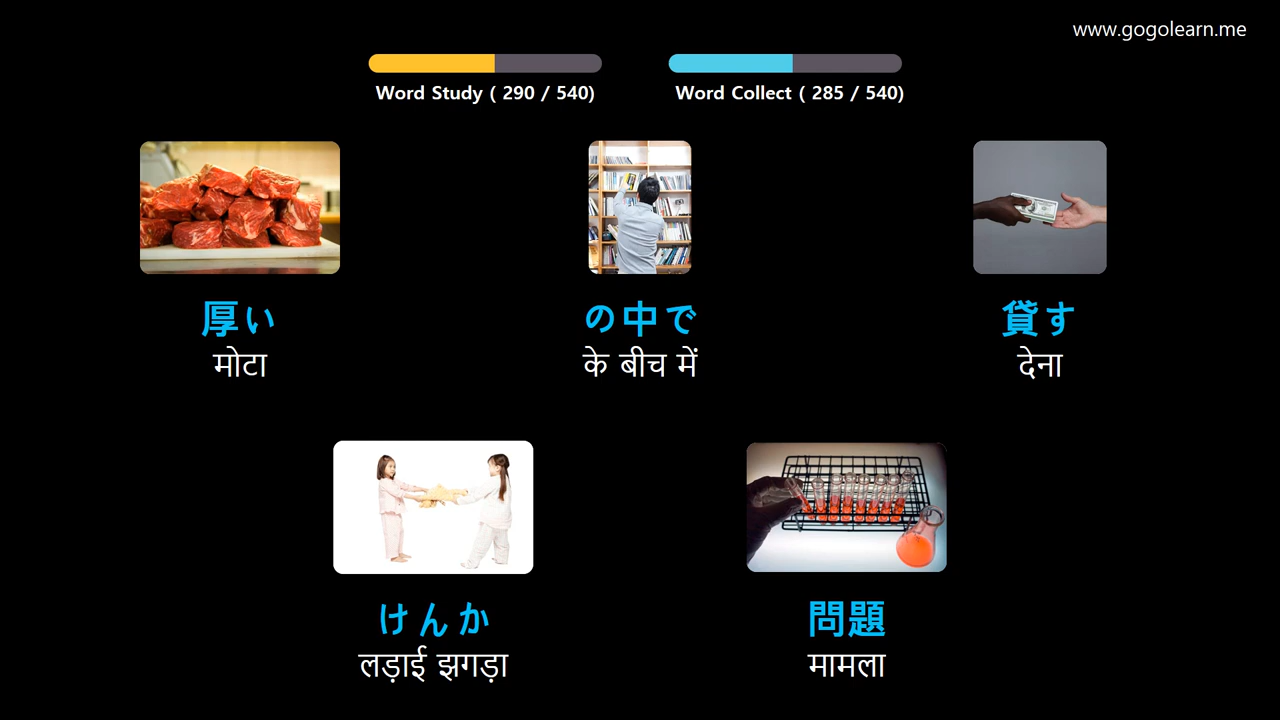 www.gogolearn.me
Word Study ( 290 / 540)
Word Collect ( 285 / 540)
厚い
मोटा
の中で
के बीच में
貸す
देना
けんか
लड़ाई झगड़ा
問題
मामला